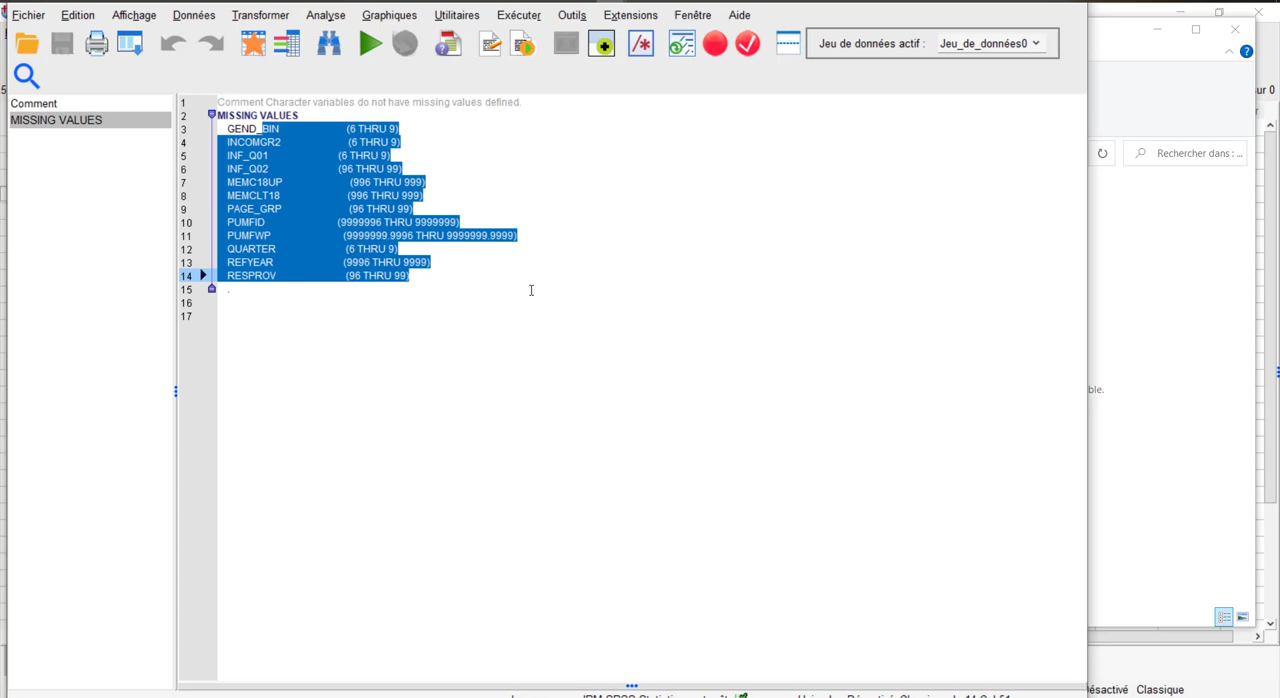 Fichier Edition Affichage Données Transformer Analyse Graphiques Utilitaires Exécuter Outils Extensions Fenêtre Aide
Jeu de données actif : Jeu_de_données0
ur 0
Comment
MISSING VALUES
Rechercher dans : ...
1 Comment Character variables do not have missing values defined.
2 MISSING VALUES
3 GEND_BIN (6 THRU 9)
4 INCOMGR2 (6 THRU 9)
5 INF_Q01 (6 THRU 9)
6 INF_Q02 (96 THRU 99)
7 MEMC18UP (996 THRU 999)
8 MEMCLT18 (996 THRU 999)
9 PAGE_GRP (96 THRU 99)
10 PUMFID (9999996 THRU 9999999)
11 PUMFWP (9999999.9996 THRU 9999999.9999)
12 QUARTER (6 THRU 9)
13 REFYEAR (9996 THRU 9999)
14 RESPROV (96 THRU 99)
15 .
16
17
ble.
ésactivé Classique